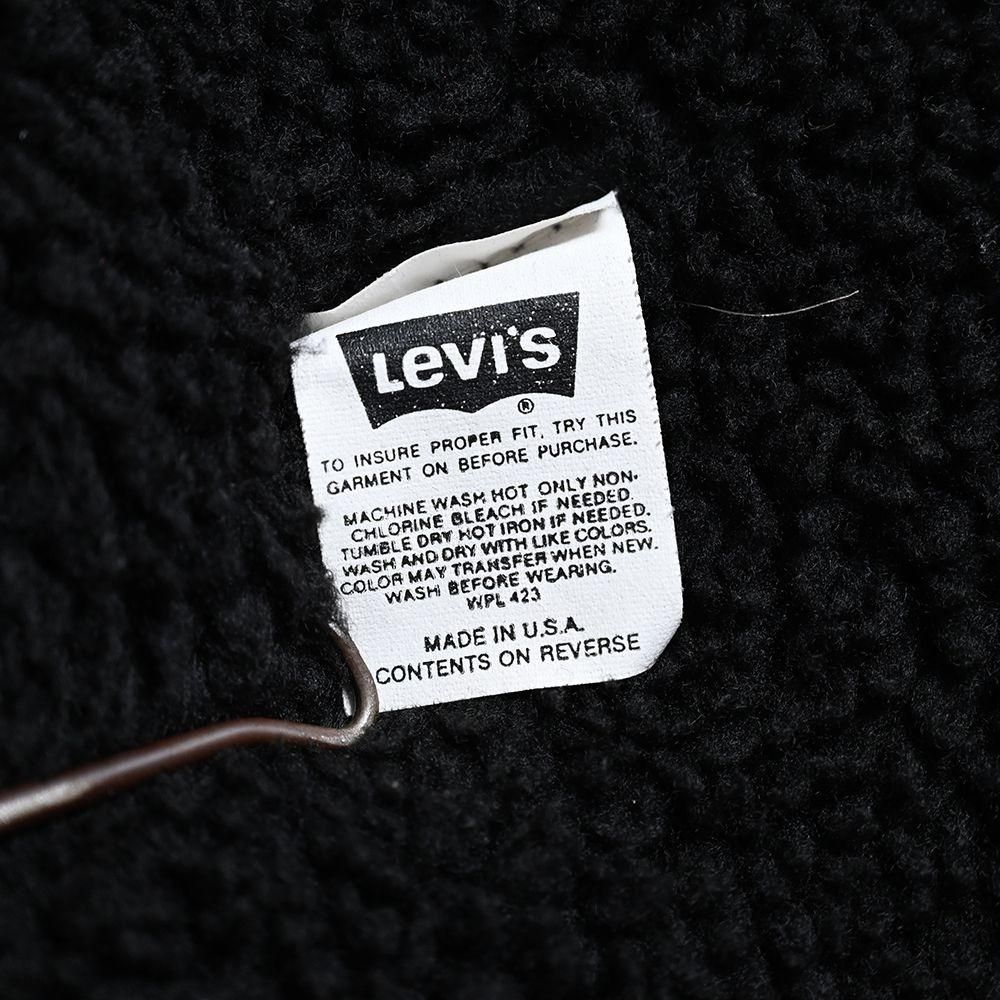 Levi's
®
TO INSURE PROPER FIT, TRY THIS
GARMENT ON BEFORE PURCHASE.
MACHINE WASH HOT ONLY NON-
CHLORINE BLEACH IF NEEDED.
TUMBLE DRY HOT IRON IF NEEDED.
WASH AND DRY WITH LIKE COLORS.
COLOR MAY TRANSFER WHEN NEW.
WASH BEFORE WEARING.
WPL 423
MADE IN U.S.A.
CONTENTS ON REVERSE